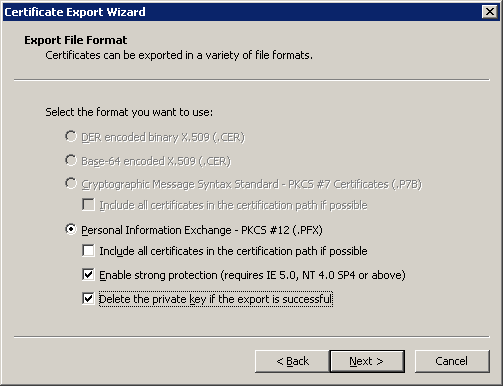 Certificate Export Wizard
Export File Format
Certificates can be exported in a variety of file formats.
Select the format you want to use:
DER encoded binary X.509 (.CER)
Base-64 encoded X.509 (.CER)
Cryptographic Message Syntax Standard - PKCS #7 Certificates (.P7B)
Include all certificates in the certification path if possible
Personal Information Exchange - PKCS #12 (.PFX)
Include all certificates in the certification path if possible
Enable strong protection (requires IE 5.0, NT 4.0 SP4 or above)
Delete the private key if the export is successful
< Back
Next >
Cancel